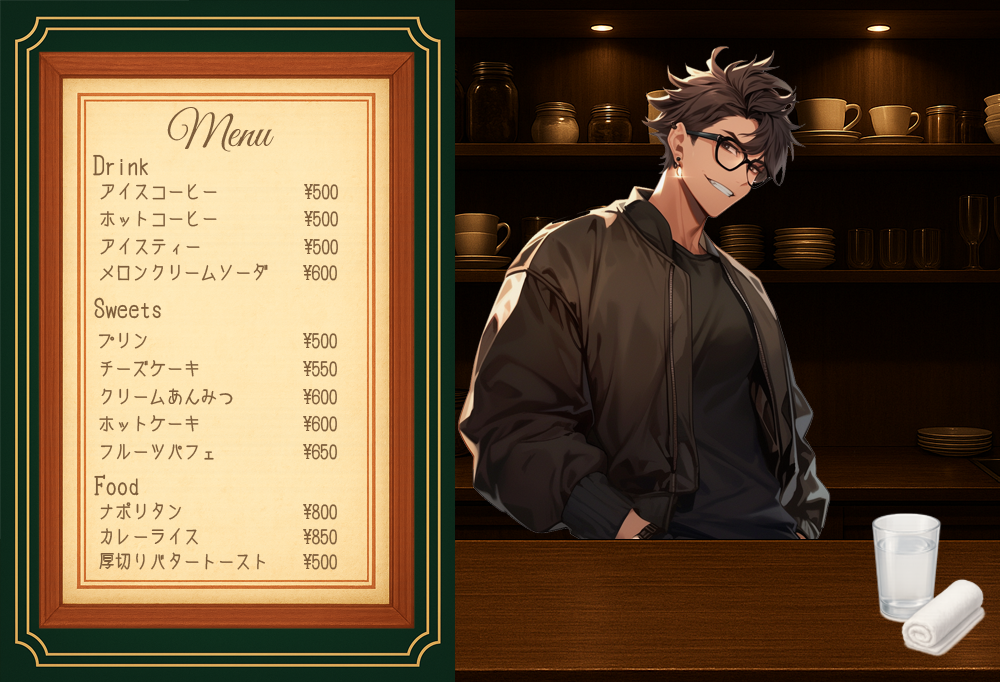 Menu
Drink
アイスコーヒー ¥500
ホットコーヒー ¥500
アイスティー ¥500
メロンクリームソーダ ¥600
Sweets
プリン ¥500
チーズケーキ ¥550
クリームあんみつ ¥600
ホットケーキ ¥600
フルーツパフェ ¥650
Food
ナポリタン ¥800
カレーライス ¥850
厚切りバタートースト ¥500